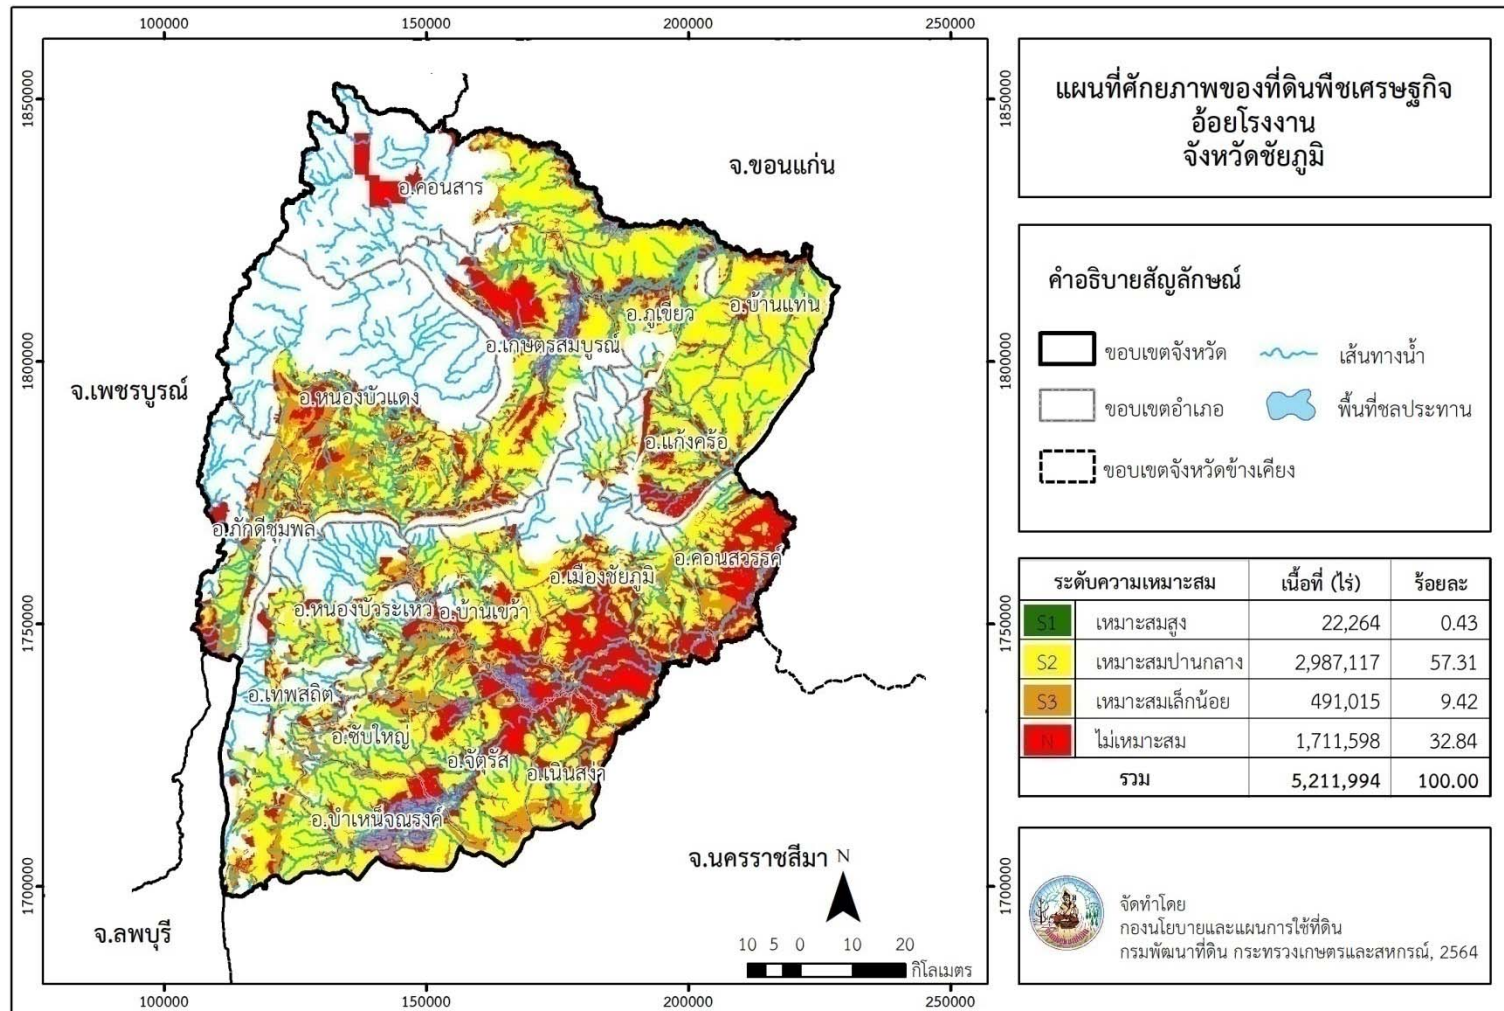 100000 150000 200000 250000
1850000 1850000
1800000 1800000
1750000 1750000
1700000 1700000
100000 150000 200000 250000
จ.ขอนแก่น
อ.คอนสาร
อ.ภูเขียว
อ.บ้านแท่น
อ.เกษตรสมบูรณ์
จ.เพชรบูรณ์
อ.หนองบัวแดง
อ.แก้งคร้อ
อ.ภักดีชุมพล
อ.คอนสวรรค์
อ.เมืองชัยภูมิ
อ.หนองบัวระเหว
อ.บ้านเขว้า
อ.เทพสถิต
อ.ซับใหญ่
อ.จัตุรัส
อ.เนินสง่า
อ.บำเหน็จณรงค์
จ.นครราชสีมา
จ.ลพบุรี
N
10 5 0 10 20
กิโลเมตร
แผนที่ศักยภาพของที่ดินพืชเศรษฐกิจ
อ้อยโรงงาน
จังหวัดชัยภูมิ
คำอธิบายสัญลักษณ์
ขอบเขตจังหวัด เส้นทางน้ำ
ขอบเขตอำเภอ พื้นที่ชลประทาน
ขอบเขตจังหวัดข้างเคียง
ระดับความเหมาะสม เนื้อที่ (ไร่) ร้อยละ
S1 เหมาะสมสูง 22,264 0.43
S2 เหมาะสมปานกลาง 2,987,117 57.31
S3 เหมาะสมเล็กน้อย 491,015 9.42
N ไม่เหมาะสม 1,711,598 32.84
รวม 5,211,994 100.00
จัดทำโดย
กองนโยบายและแผนการใช้ที่ดิน
กรมพัฒนาที่ดิน กระทรวงเกษตรและสหกรณ์, 2564